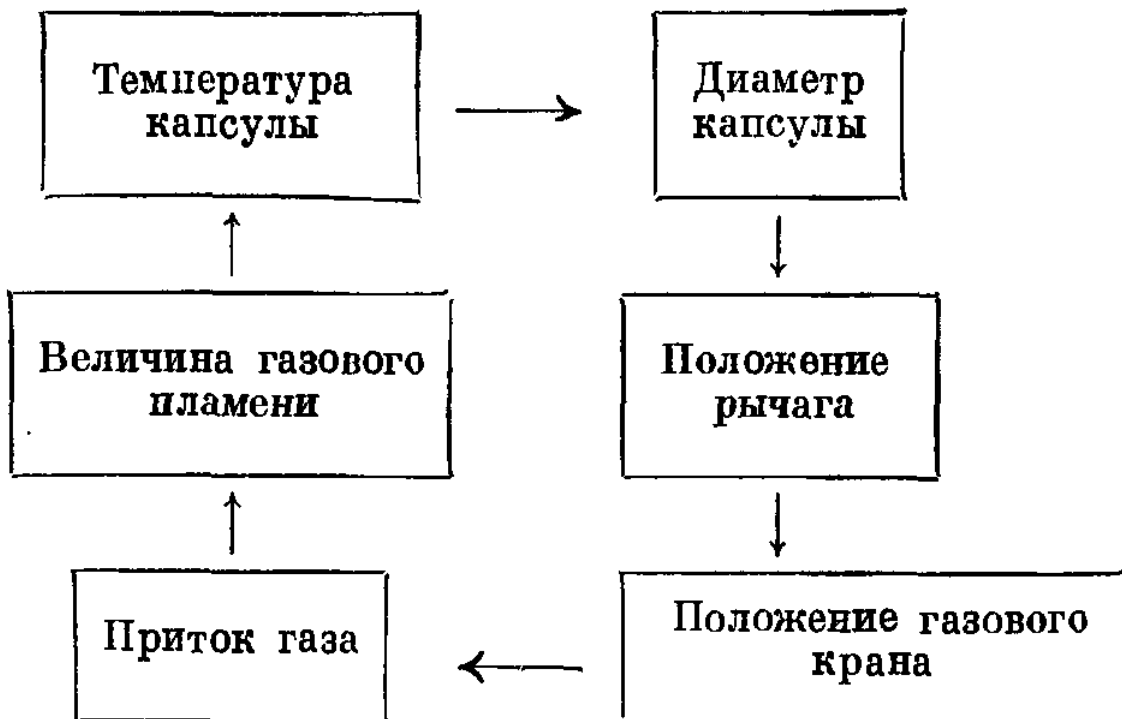 Температура
капсулы
Диаметр
капсулы
Величина газового
пламени
Положение
рычага
Приток газа
Положение газового
крана